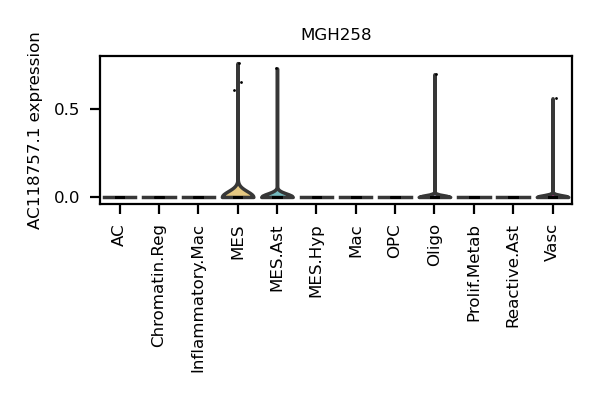 MGH258
AC118757.1 expression
0.5
0.0
AC
Chromatin.Reg
Inflammatory.Mac
MES
MES.Ast
MES.Hyp
Mac
OPC
Oligo
Prolif.Metab
Reactive.Ast
Vasc